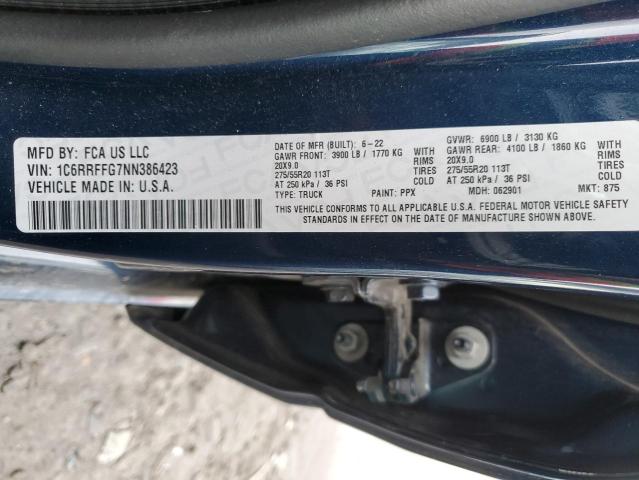 MFD BY: FCA US LLC
VIN: 1C6RRFFG7NN386423
VEHICLE MADE IN U.S.A.
DATE OF MFR (BUILT): 6-22
GAWR FRONT: 3900 LB / 1770 KG WITH
20X9.0 RIMS
275/55R20 113T TIRES
AT 250 kPa / 36 PSI COLD
TYPE: TRUCK PAINT: PPX
GVWR: 6900 LB / 3130 KG
GAWR REAR: 4100 LB / 1860 KG WITH
20X9.0 RIMS
275/55R20 113T TIRES
AT 250 kPa / 36 PSI COLD
MDH: 062901 MKT: 875
THIS VEHICLE CONFORMS TO ALL APPLICABLE U.S.A. FEDERAL MOTOR VEHICLE SAFETY
STANDARDS IN EFFECT ON THE DATE OF MANUFACTURE SHOWN ABOVE.